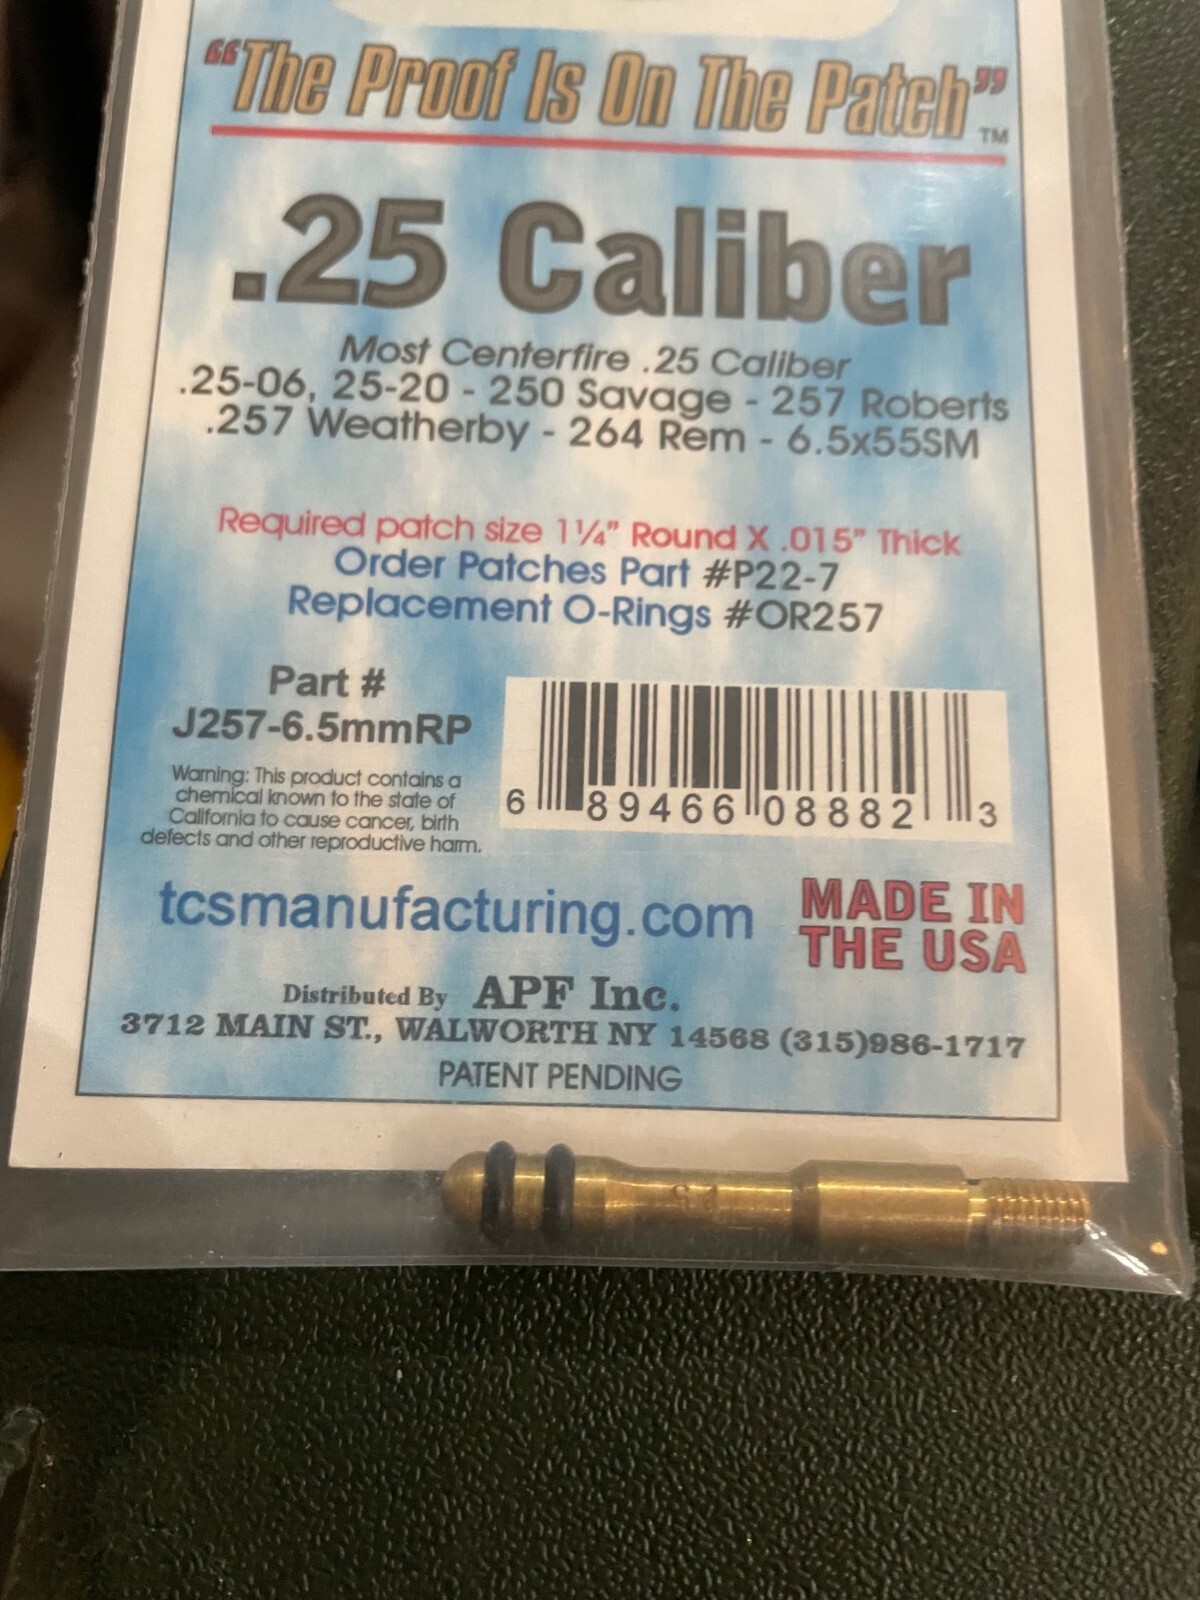 “The Proof Is On The Patch” TM
.25 Caliber
Most Centerfire .25 Caliber
.25-06, 25-20 - 250 Savage - 257 Roberts
.257 Weatherby - 264 Rem - 6.5x55SM
Required patch size 1¼” Round X .015” Thick
Order Patches Part #P22-7
Replacement O-Rings #OR257
Part #
J257-6.5mmRP
Warning: This product contains a
chemical known to the state of
California to cause cancer, birth
defects and other reproductive harm.
6 89466 08882 3
tcsmanufacturing.com
MADE IN
THE USA
Distributed By APF Inc.
3712 MAIN ST., WALWORTH NY 14568 (315)986-1717
PATENT PENDING